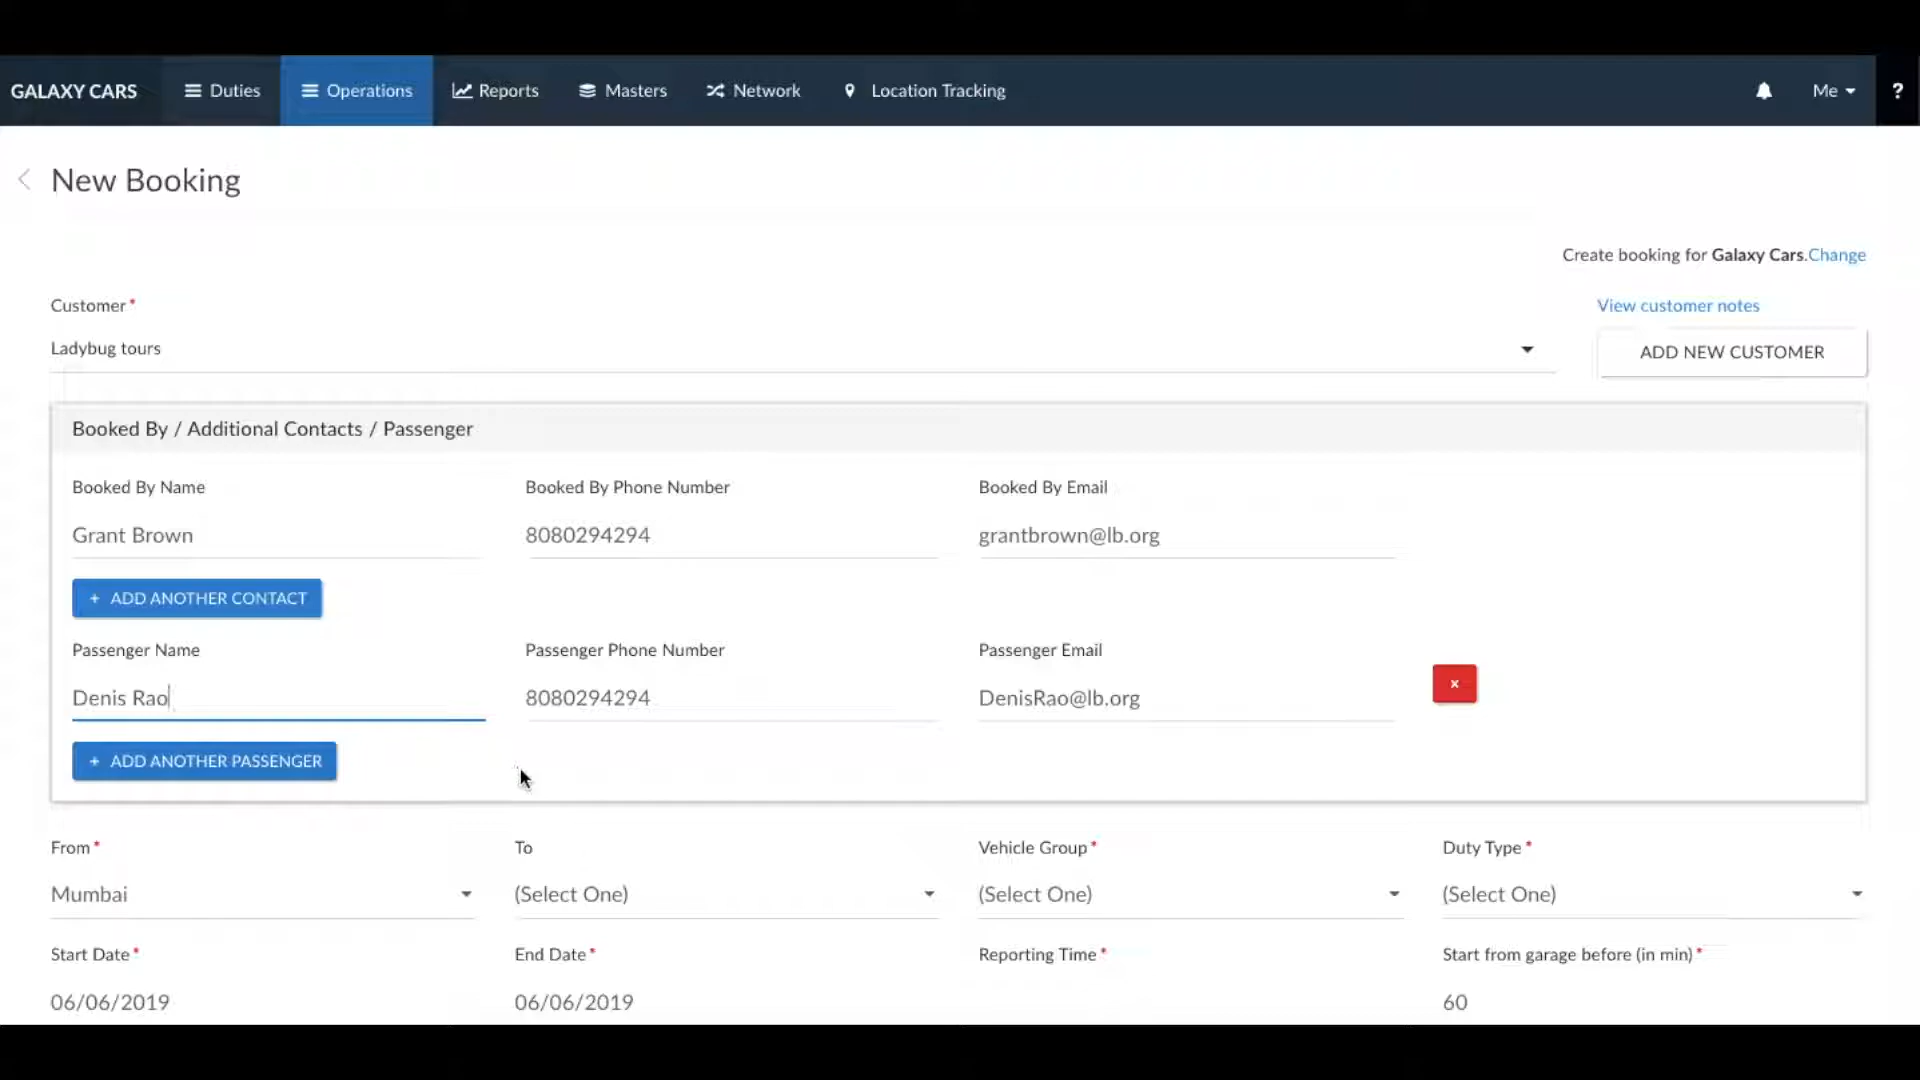 GALAXY CARS Duties Operations Reports Masters Network Location Tracking Me ?
New Booking
Create booking for Galaxy Cars.Change
Customer* View customer notes
Ladybug tours ADD NEW CUSTOMER
Booked By / Additional Contacts / Passenger
Booked By Name Booked By Phone Number Booked By Email
Grant Brown 8080294294 grantbrown@lb.org
+ ADD ANOTHER CONTACT
Passenger Name Passenger Phone Number Passenger Email
Denis Rao 8080294294 DenisRao@lb.org x
+ ADD ANOTHER PASSENGER
From* To Vehicle Group* Duty Type*
Mumbai (Select One) (Select One) (Select One)
Start Date* End Date* Reporting Time* Start from garage before (in min)*
06/06/2019 06/06/2019 60